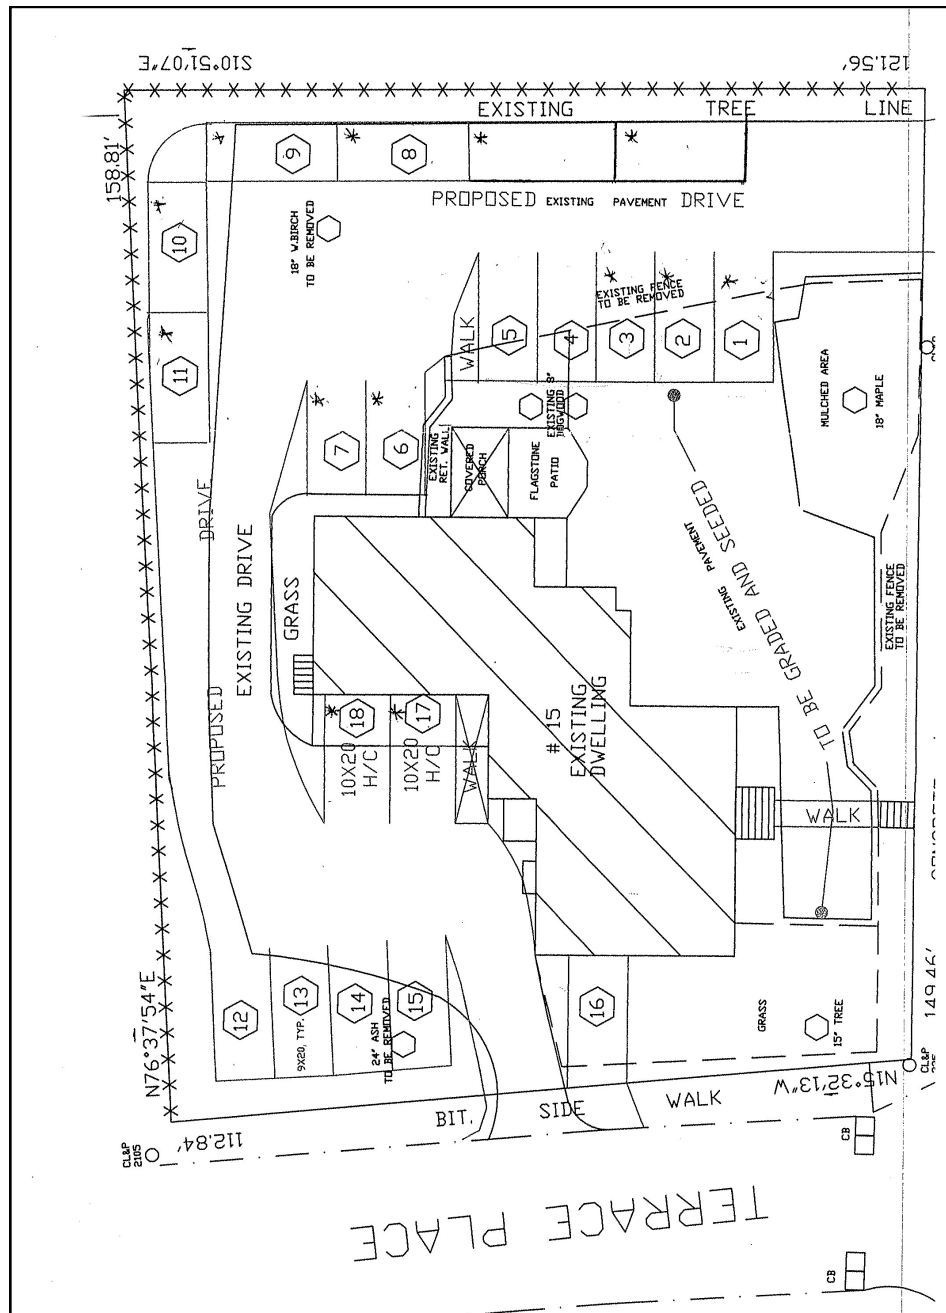 S10°51'07"E
121.56'
EXISTING TREE LINE
158.81'
9
8
PROPOSED EXISTING PAVEMENT DRIVE
10
18" W.BIRCH
TO BE REMOVED
EXISTING FENCE
TO BE REMOVED
WALK
5
4
3
2
1
11
MULCHED AREA
18" MAPLE
EXISTING 8"
DOGWOOD
7
6
EXISTING
RET. WALL
COVERED
PORCH
FLAGSTONE
PATIO
DRIVE
EXISTING DRIVE
GRASS
EXISTING PAVEMENT
TO BE GRADED AND SEEDED
EXISTING FENCE
TO BE REMOVED
PROPOSED
18
17
10X20
H/C
10X20
H/C
WALK
# 15
EXISTING
DWELLING
WALK
N76°37'54"E
12
13
9X20, TYP.
14
15
24" ASH
TO BE REMOVED
16
GRASS
15" TREE
149.46'
N15°32'13"W
BIT. SIDE WALK
CL&P
CL&P
2105
112.84'
CB
TERRACE PLACE
CB